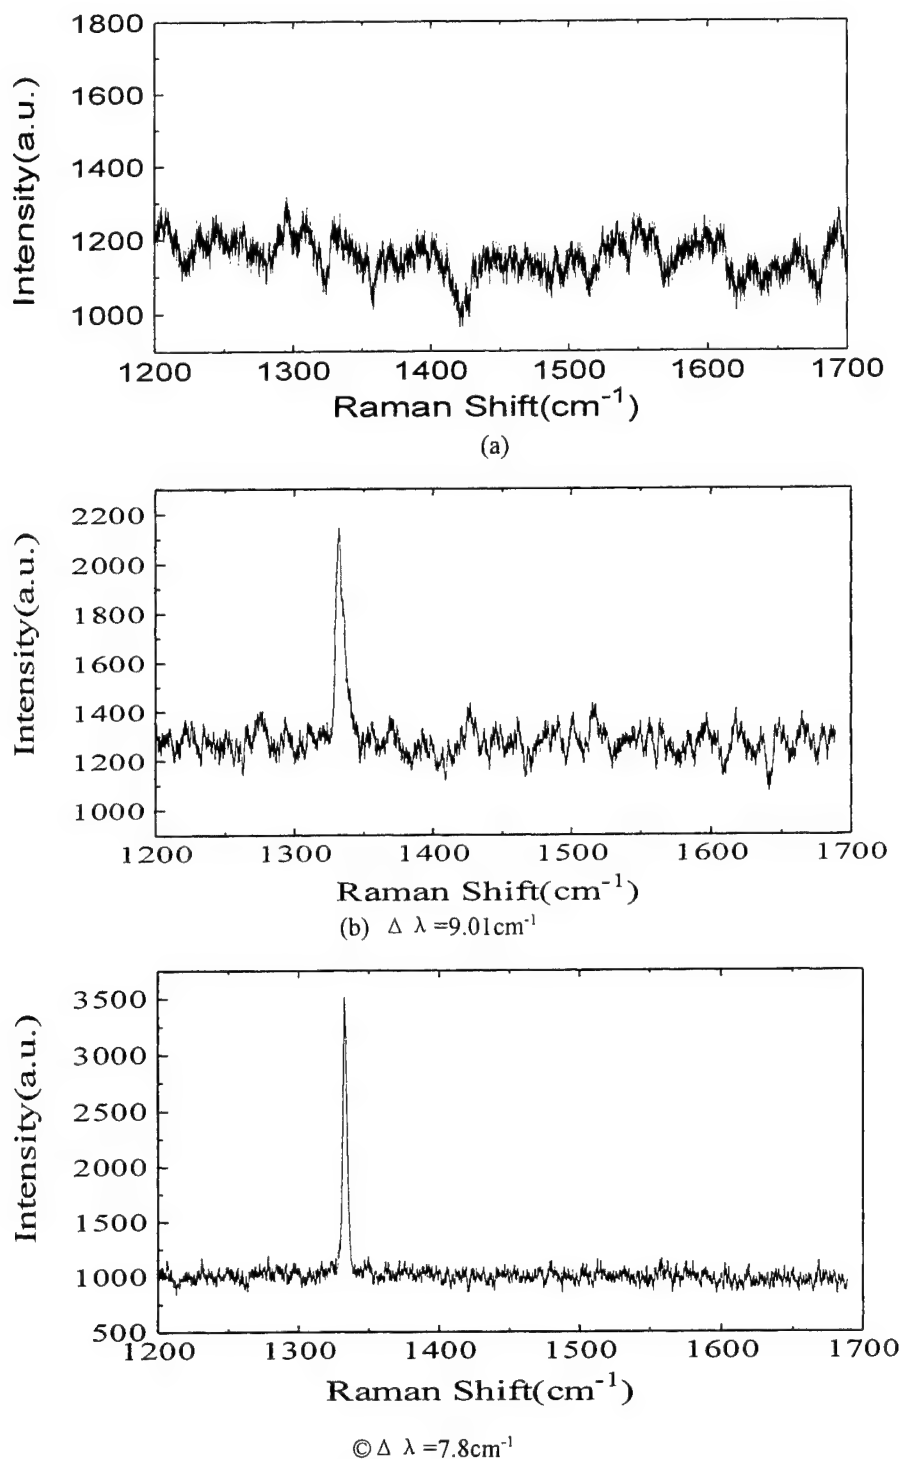 1800
1600
1400
1200
1000
Intensity(a.u.)
1200 1300 1400 1500 1600 1700
Raman Shift(cm⁻¹)
(a)
2200
2000
1800
1600
1400
1200
1000
Intensity(a.u.)
1200 1300 1400 1500 1600 1700
Raman Shift(cm⁻¹)
(b) Δ λ =9.01cm⁻¹
3500
3000
2500
2000
1500
1000
500
Intensity(a.u.)
1200 1300 1400 1500 1600 1700
Raman Shift(cm⁻¹)
© Δ λ =7.8cm⁻¹